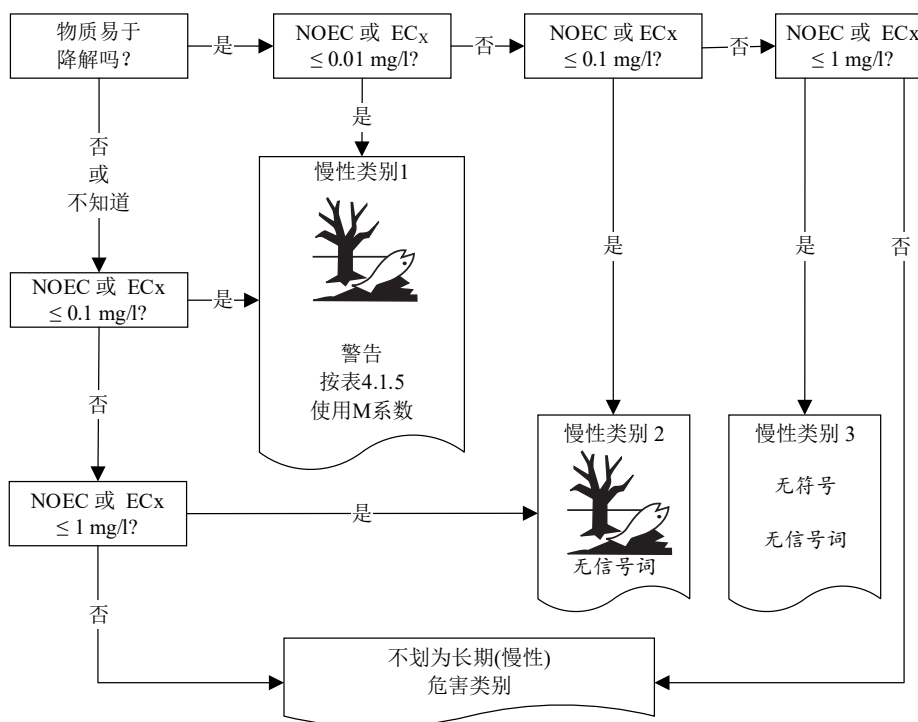 物质易于
降解吗？
是
NOEC 或 ECX
≤ 0.01 mg/l?
否
NOEC 或 ECx
≤ 0.1 mg/l?
否
NOEC 或 ECx
≤ 1 mg/l?
是
否
或
不知道
慢性类别1
警告
按表4.1.5
使用M系数
是
是
否
NOEC 或 ECx
≤ 0.1 mg/l?
是
否
慢性类别 2
无信号词
慢性类别 3
无符号
无信号词
NOEC 或 ECx
≤ 1 mg/l?
是
否
不划为长期(慢性)
危害类别